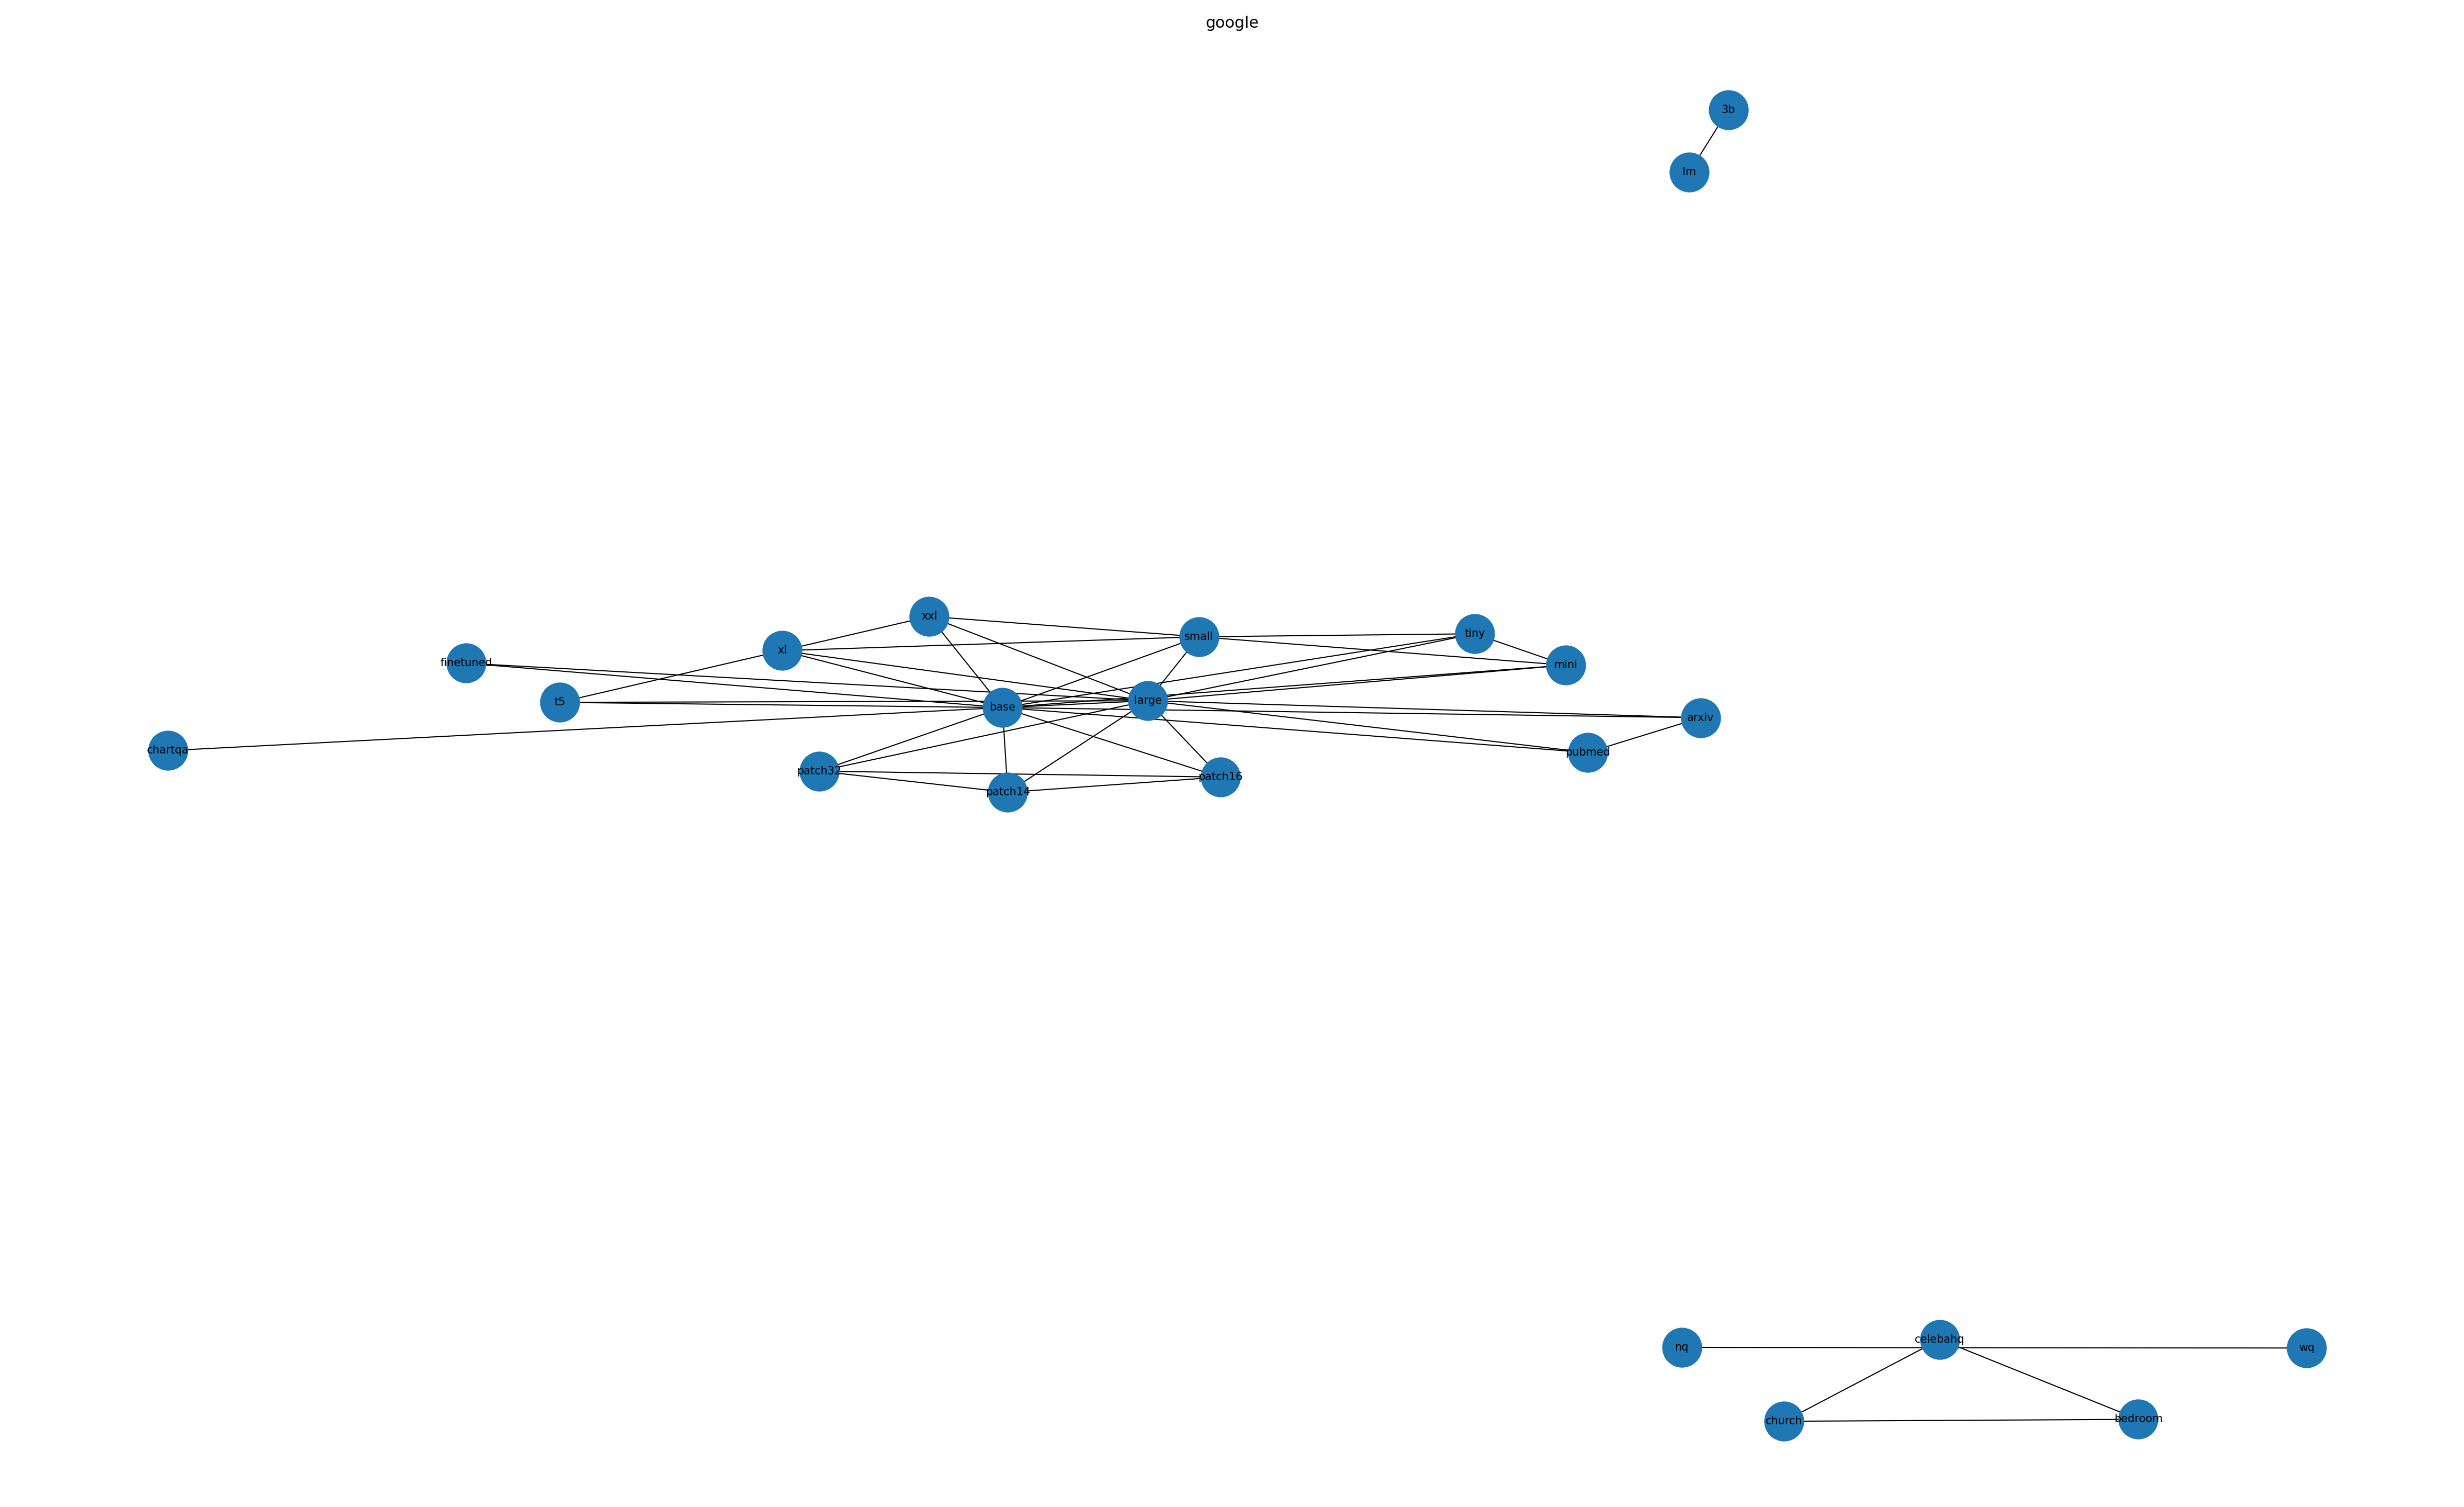 google
3b
lm
xxl
small
tiny
xl
finetuned
mini
t5
base
large
arxiv
chartqa
pubmed
patch32
patch16
patch14
celebahq
nq
wq
church
bedroom